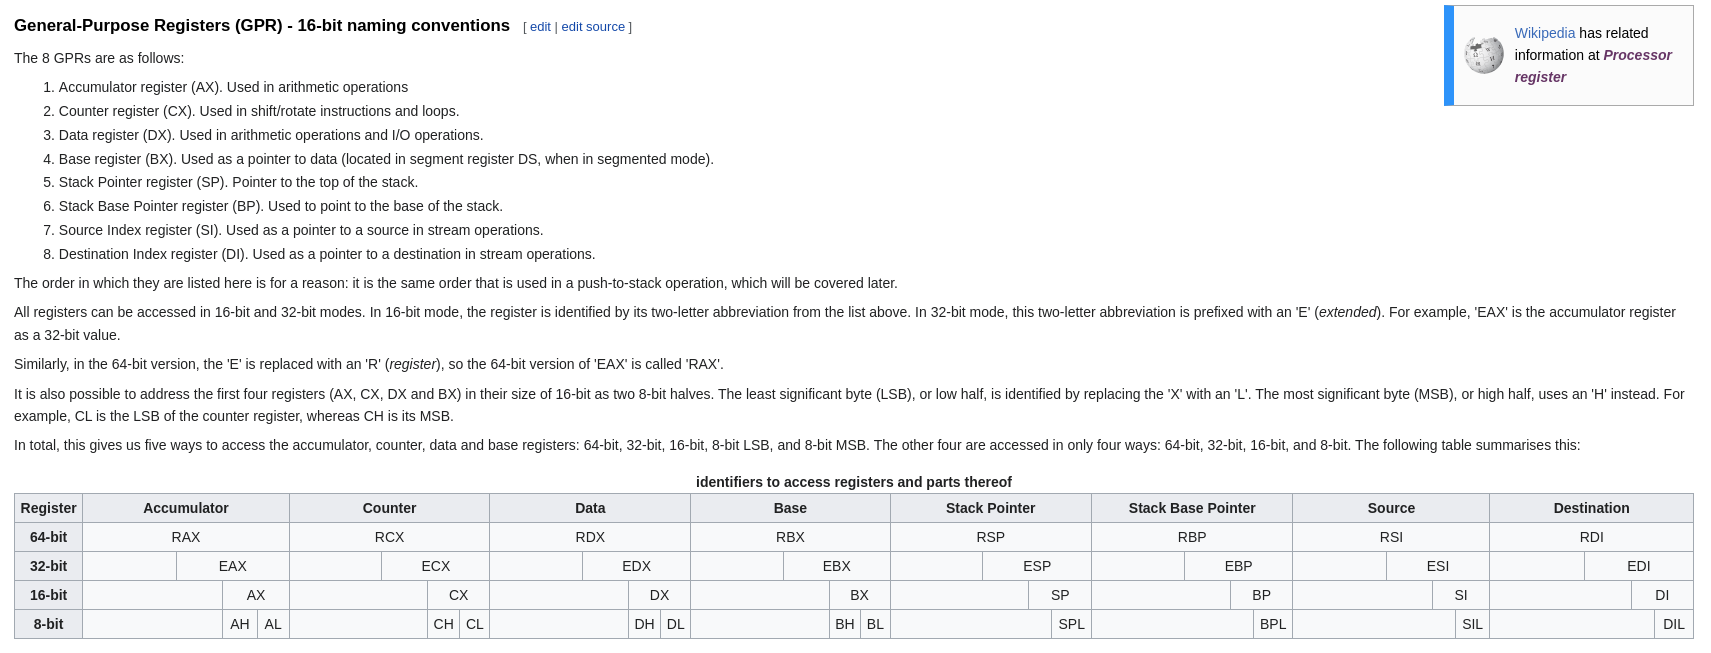 General-Purpose Registers (GPR) - 16-bit naming conventions [ edit | edit source ]
Wikipedia has related
information at Processor
register
The 8 GPRs are as follows:
1. Accumulator register (AX). Used in arithmetic operations
2. Counter register (CX). Used in shift/rotate instructions and loops.
3. Data register (DX). Used in arithmetic operations and I/O operations.
4. Base register (BX). Used as a pointer to data (located in segment register DS, when in segmented mode).
5. Stack Pointer register (SP). Pointer to the top of the stack.
6. Stack Base Pointer register (BP). Used to point to the base of the stack.
7. Source Index register (SI). Used as a pointer to a source in stream operations.
8. Destination Index register (DI). Used as a pointer to a destination in stream operations.
The order in which they are listed here is for a reason: it is the same order that is used in a push-to-stack operation, which will be covered later.
All registers can be accessed in 16-bit and 32-bit modes. In 16-bit mode, the register is identified by its two-letter abbreviation from the list above. In 32-bit mode, this two-letter abbreviation is prefixed with an 'E' (extended). For example, 'EAX' is the accumulator register
as a 32-bit value.
Similarly, in the 64-bit version, the 'E' is replaced with an 'R' (register), so the 64-bit version of 'EAX' is called 'RAX'.
It is also possible to address the first four registers (AX, CX, DX and BX) in their size of 16-bit as two 8-bit halves. The least significant byte (LSB), or low half, is identified by replacing the 'X' with an 'L'. The most significant byte (MSB), or high half, uses an 'H' instead. For
example, CL is the LSB of the counter register, whereas CH is its MSB.
In total, this gives us five ways to access the accumulator, counter, data and base registers: 64-bit, 32-bit, 16-bit, 8-bit LSB, and 8-bit MSB. The other four are accessed in only four ways: 64-bit, 32-bit, 16-bit, and 8-bit. The following table summarises this:
identifiers to access registers and parts thereof
Register Accumulator Counter Data Base Stack Pointer Stack Base Pointer Source Destination
64-bit RAX RCX RDX RBX RSP RBP RSI RDI
32-bit EAX ECX EDX EBX ESP EBP ESI EDI
16-bit AX CX DX BX SP BP SI DI
8-bit AH AL CH CL DH DL BH BL SPL BPL SIL DIL